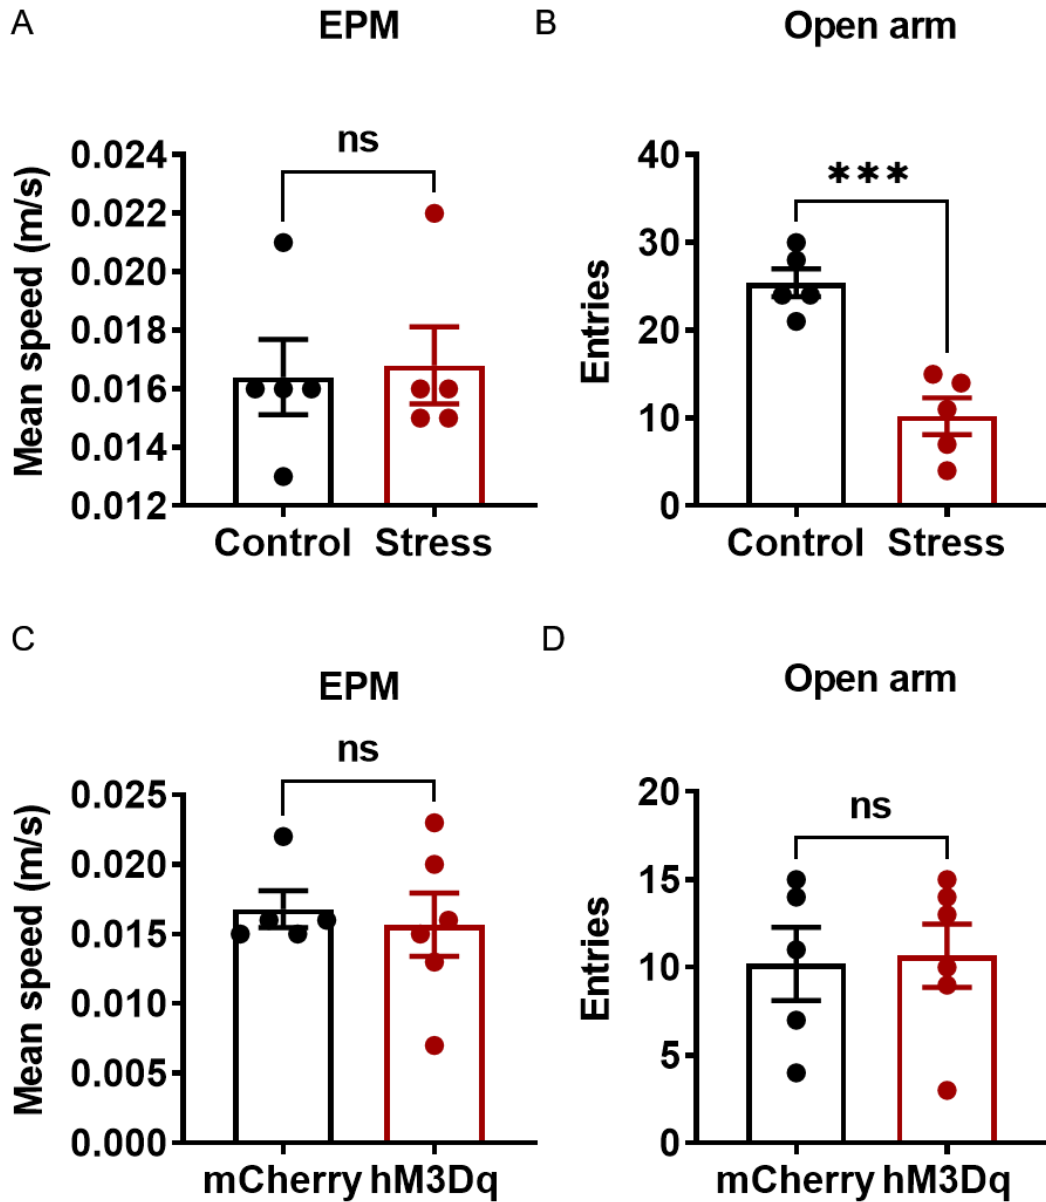 A
EPM
ns
Mean speed (m/s)
0.024
0.022
0.020
0.018
0.016
0.014
0.012
Control Stress
B
Open arm
***
Entries
40
30
20
10
0
Control Stress
C
EPM
ns
Mean speed (m/s)
0.025
0.020
0.015
0.010
0.005
0.000
mCherry hM3Dq
D
Open arm
ns
Entries
20
15
10
5
0
mCherry hM3Dq